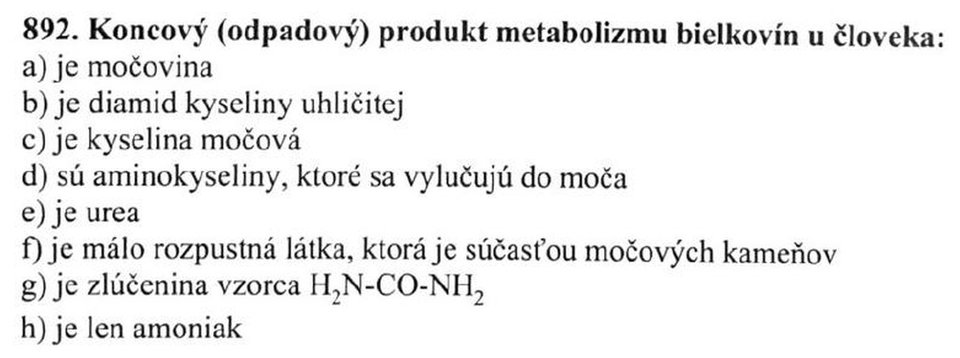 892. Koncový (odpadový) produkt metabolizmu bielkovín u človeka:
a) je močovina
b) je diamid kyseliny uhličitej
c) je kyselina močová
d) sú aminokyseliny, ktoré sa vylučujú do moča
e) je urea
f) je málo rozpustná látka, ktorá je súčasťou močových kameňov
g) je zlúčenina vzorca H₂N-CO-NH₂
h) je len amoniak